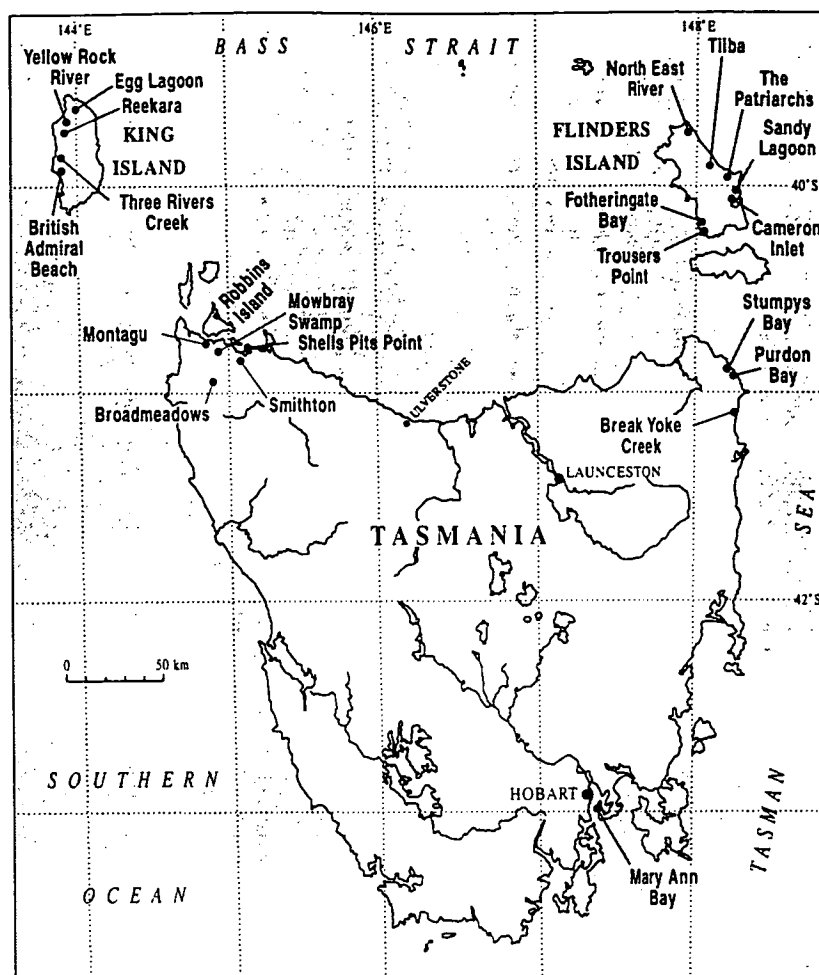 144°E
146°E
148°E
BASS STRAIT
Yellow Rock
River
Egg Lagoon
Reekara
KING
ISLAND
Three Rivers
Creek
British
Admiral
Beach
North East
River
Tilba
The
Patriarchs
Sandy
Lagoon
FLINDERS
ISLAND
40°S
Fotheringate
Bay
Trousers
Point
Cameron
Inlet
Robbins
Island
Montagu
Mowbray
Swamp
Shells Pits Point
Broadmeadows
Smithton
ULVERSTONE
Stumpys
Bay
Purdon
Bay
Break Yoke
Creek
LAUNCESTON
TASMANIA
SEA
42°S
0 50 km
SOUTHERN
HOBART
TASMAN
Mary Ann
Bay
OCEAN